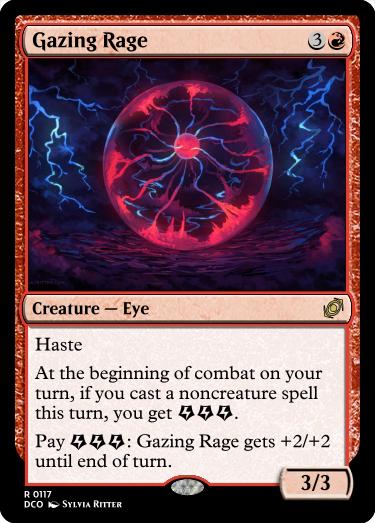 Gazing Rage 3
Creature — Eye
Haste
At the beginning of combat on your
turn, if you cast a noncreature spell
this turn, you get .
Pay : Gazing Rage gets +2/+2
until end of turn.
3/3
R 0117
DCO Sylvia Ritter